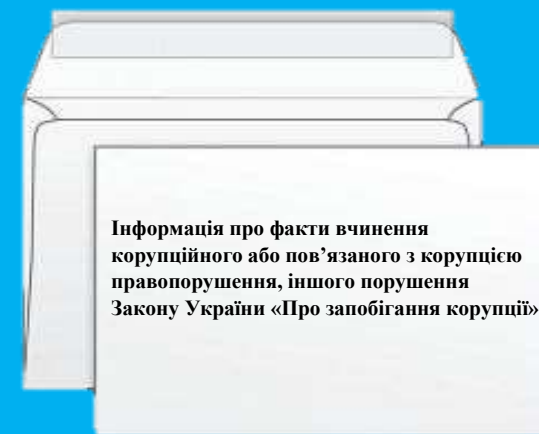 Інформація про факти вчинення
корупційного або пов’язаного з корупцією
правопорушення, іншого порушення
Закону України «Про запобігання корупції»